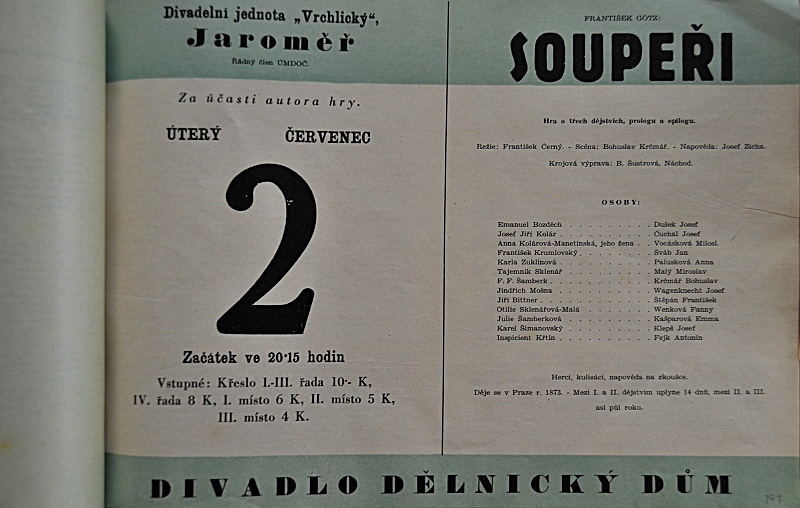 Divadelní jednota „Vrchlický“,
Jaroměř
Řádný člen ÚMDOČ.
Za účasti autora hry.
ÚTERÝ ČERVENEC
2
Začátek ve 20·15 hodin
Vstupné: Křeslo I.-III. řada 10·- K,
IV. řada 8 K, I. místo 6 K, II. místo 5 K,
III. místo 4 K.
FRANTIŠEK GÖTZ:
SOUPEŘI
Hra o třech dějstvích, prologu a epilogu.
Režie: František Černý. - Scéna: Bohuslav Krčmář. - Napověda: Josef Zicha.
Krojová výprava: B. Šustrová, Náchod.
OSOBY:
Emanuel Bozděch . . . . . . . . . Dušek Josef
Josef Jiří Kolár . . . . . . . . . . Čuchal Josef
Anna Kolárová-Manetínská, jeho žena . . Vocásková Milosl.
František Krumlovský . . . . . . . . Šváb Jan
Karla Zuklínová . . . . . . . . . . Palusková Anna
Tajemník Sklenář . . . . . . . . . Malý Miroslav
F. F. Šamberk . . . . . . . . . . . Krčmář Bohuslav
Jindřich Mošna . . . . . . . . . . Wagenknecht Josef
Jiří Bittner . . . . . . . . . . . . Štěpán František
Otilie Sklenářová-Malá . . . . . . . . Wenková Fanny
Julie Šamberková . . . . . . . . . Kašparová Emma
Karel Šimanovský . . . . . . . . . Klepš Josef
Inspicient Křtín . . . . . . . . . . Fejk Antonín
Herci, kulisáci, napověda na zkoušce.
Děje se v Praze r. 1873. - Mezi I. a II. dějstvím uplyne 14 dnů, mezi II. a III.
asi půl roku.
DIVADLO DĚLNICKÝ DŮM